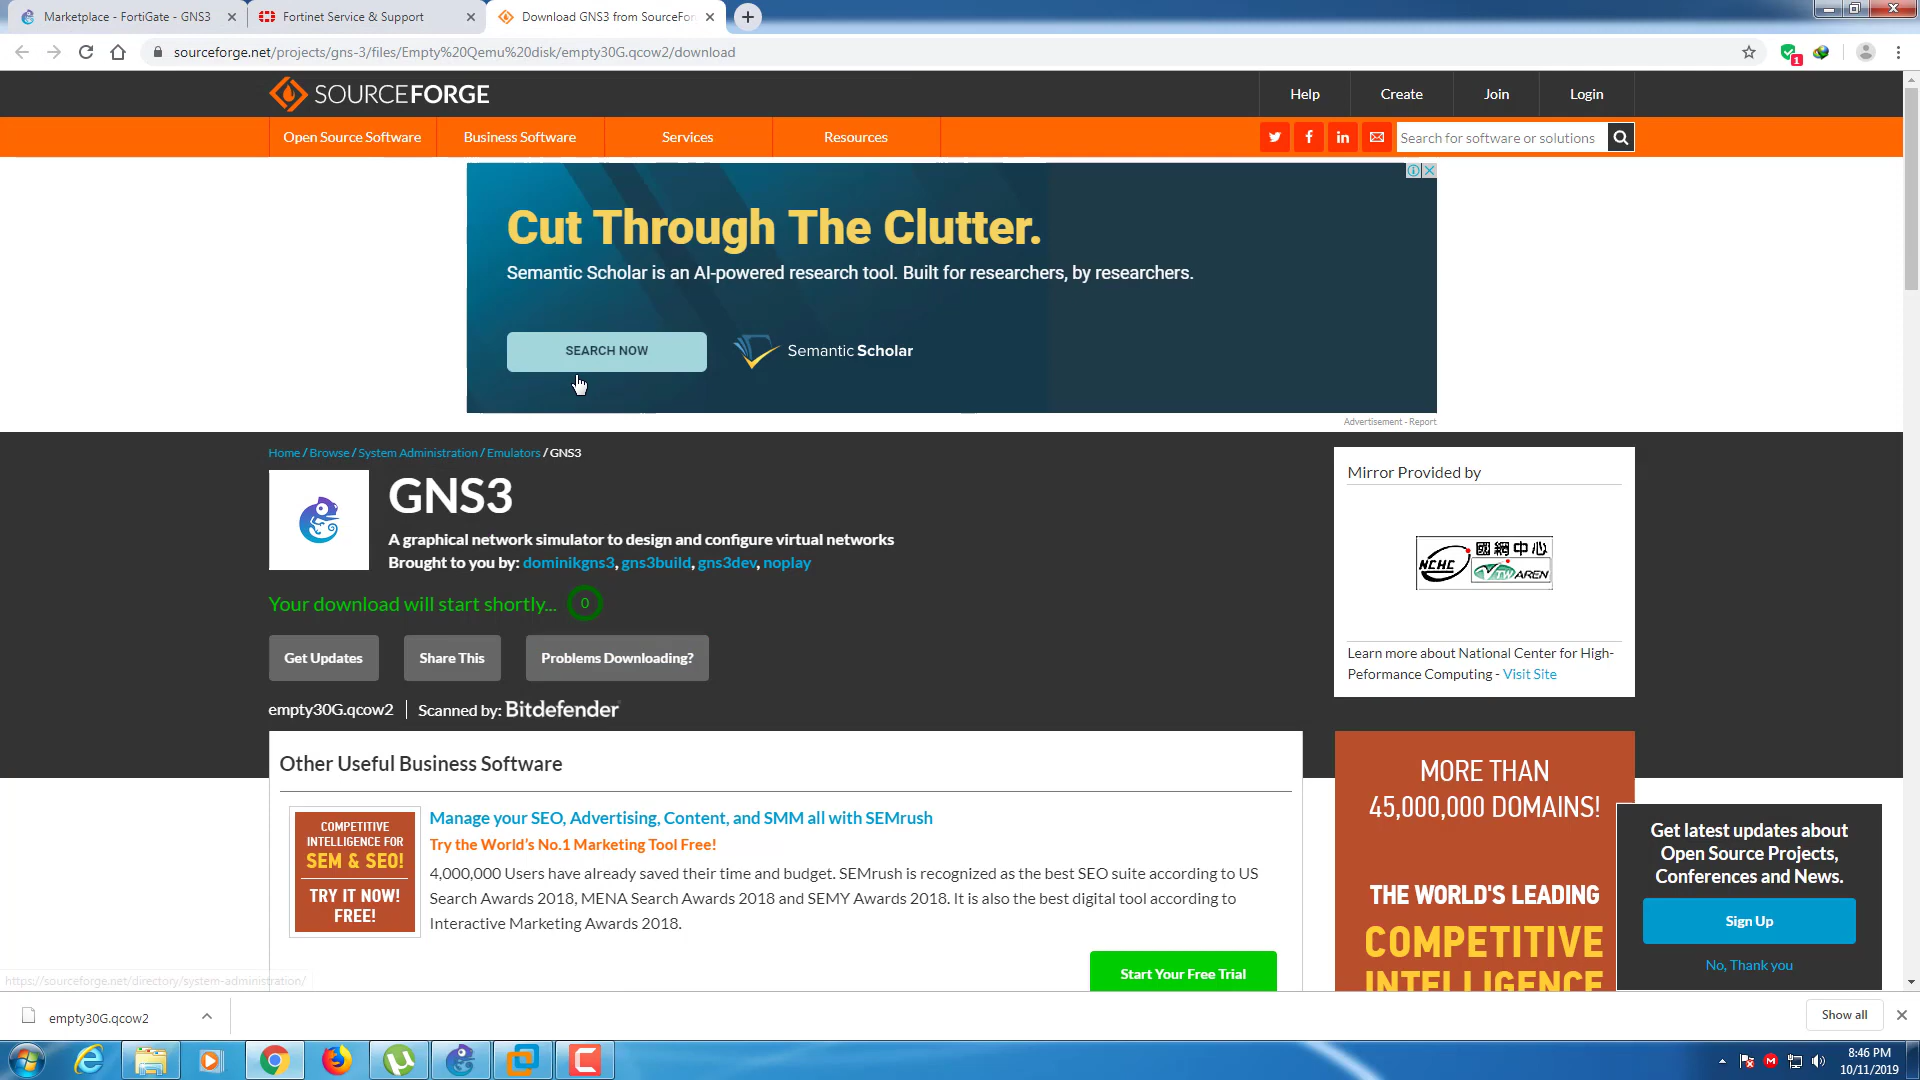 Marketplace - FortiGate - GNS3
Fortinet Service & Support
Download GNS3 from SourceFor
sourceforge.net/projects/gns-3/files/Empty%20Qemu%20disk/empty30G.qcow2/download
1
SOURCEFORGE
Help
Create
Join
Login
Open Source Software
Business Software
Services
Resources
Search for software or solutions
Cut Through The Clutter.
Semantic Scholar is an AI-powered research tool. Built for researchers, by researchers.
SEARCH NOW
Semantic Scholar
Advertisement - Report
Home / Browse / System Administration / Emulators / GNS3
GNS3
A graphical network simulator to design and configure virtual networks
Brought to you by: dominikgns3, gns3build, gns3dev, noplay
Your download will start shortly... 0
Get Updates
Share This
Problems Downloading?
empty30G.qcow2
Scanned by: Bitdefender
Mirror Provided by
NCHC
國網中心
TWAREN
Learn more about National Center for High-
Peformance Computing - Visit Site
Other Useful Business Software
COMPETITIVE
INTELLIGENCE FOR
SEM & SEO!
TRY IT NOW!
FREE!
Manage your SEO, Advertising, Content, and SMM all with SEMrush
Try the World's No.1 Marketing Tool Free!
4,000,000 Users have already saved their time and budget. SEMrush is recognized as the best SEO suite according to US
Search Awards 2018, MENA Search Awards 2018 and SEMY Awards 2018. It is also the best digital tool according to
Interactive Marketing Awards 2018.
Start Your Free Trial
MORE THAN
45,000,000 DOMAINS!
THE WORLD'S LEADING
COMPETITIVE
INTELLIGENCE
Get latest updates about
Open Source Projects,
Conferences and News.
Sign Up
No, Thank you
https://sourceforge.net/directory/system-administration/
empty30G.qcow2
Show all
8:46 PM
10/11/2019